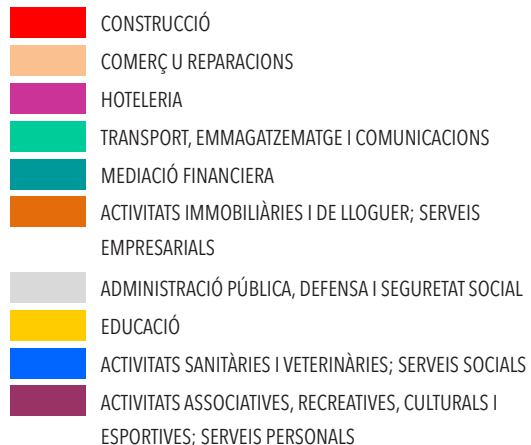 CONSTRUCCIÓ
COMERÇ U REPARACIONS
HOTELERIA
TRANSPORT, EMMAGATZEMATGE I COMUNICACIONS
MEDIACIÓ FINANCIERA
ACTIVITATS IMMOBILIÀRIES I DE LLOGUER; SERVEIS
EMPRESARIALS
ADMINISTRACIÓ PÚBLICA, DEFENSA I SEGURETAT SOCIAL
EDUCACIÓ
ACTIVITATS SANITÀRIES I VETERINÀRIES; SERVEIS SOCIALS
ACTIVITATS ASSOCIATIVES, RECREATIVES, CULTURALS I
ESPORTIVES; SERVEIS PERSONALS